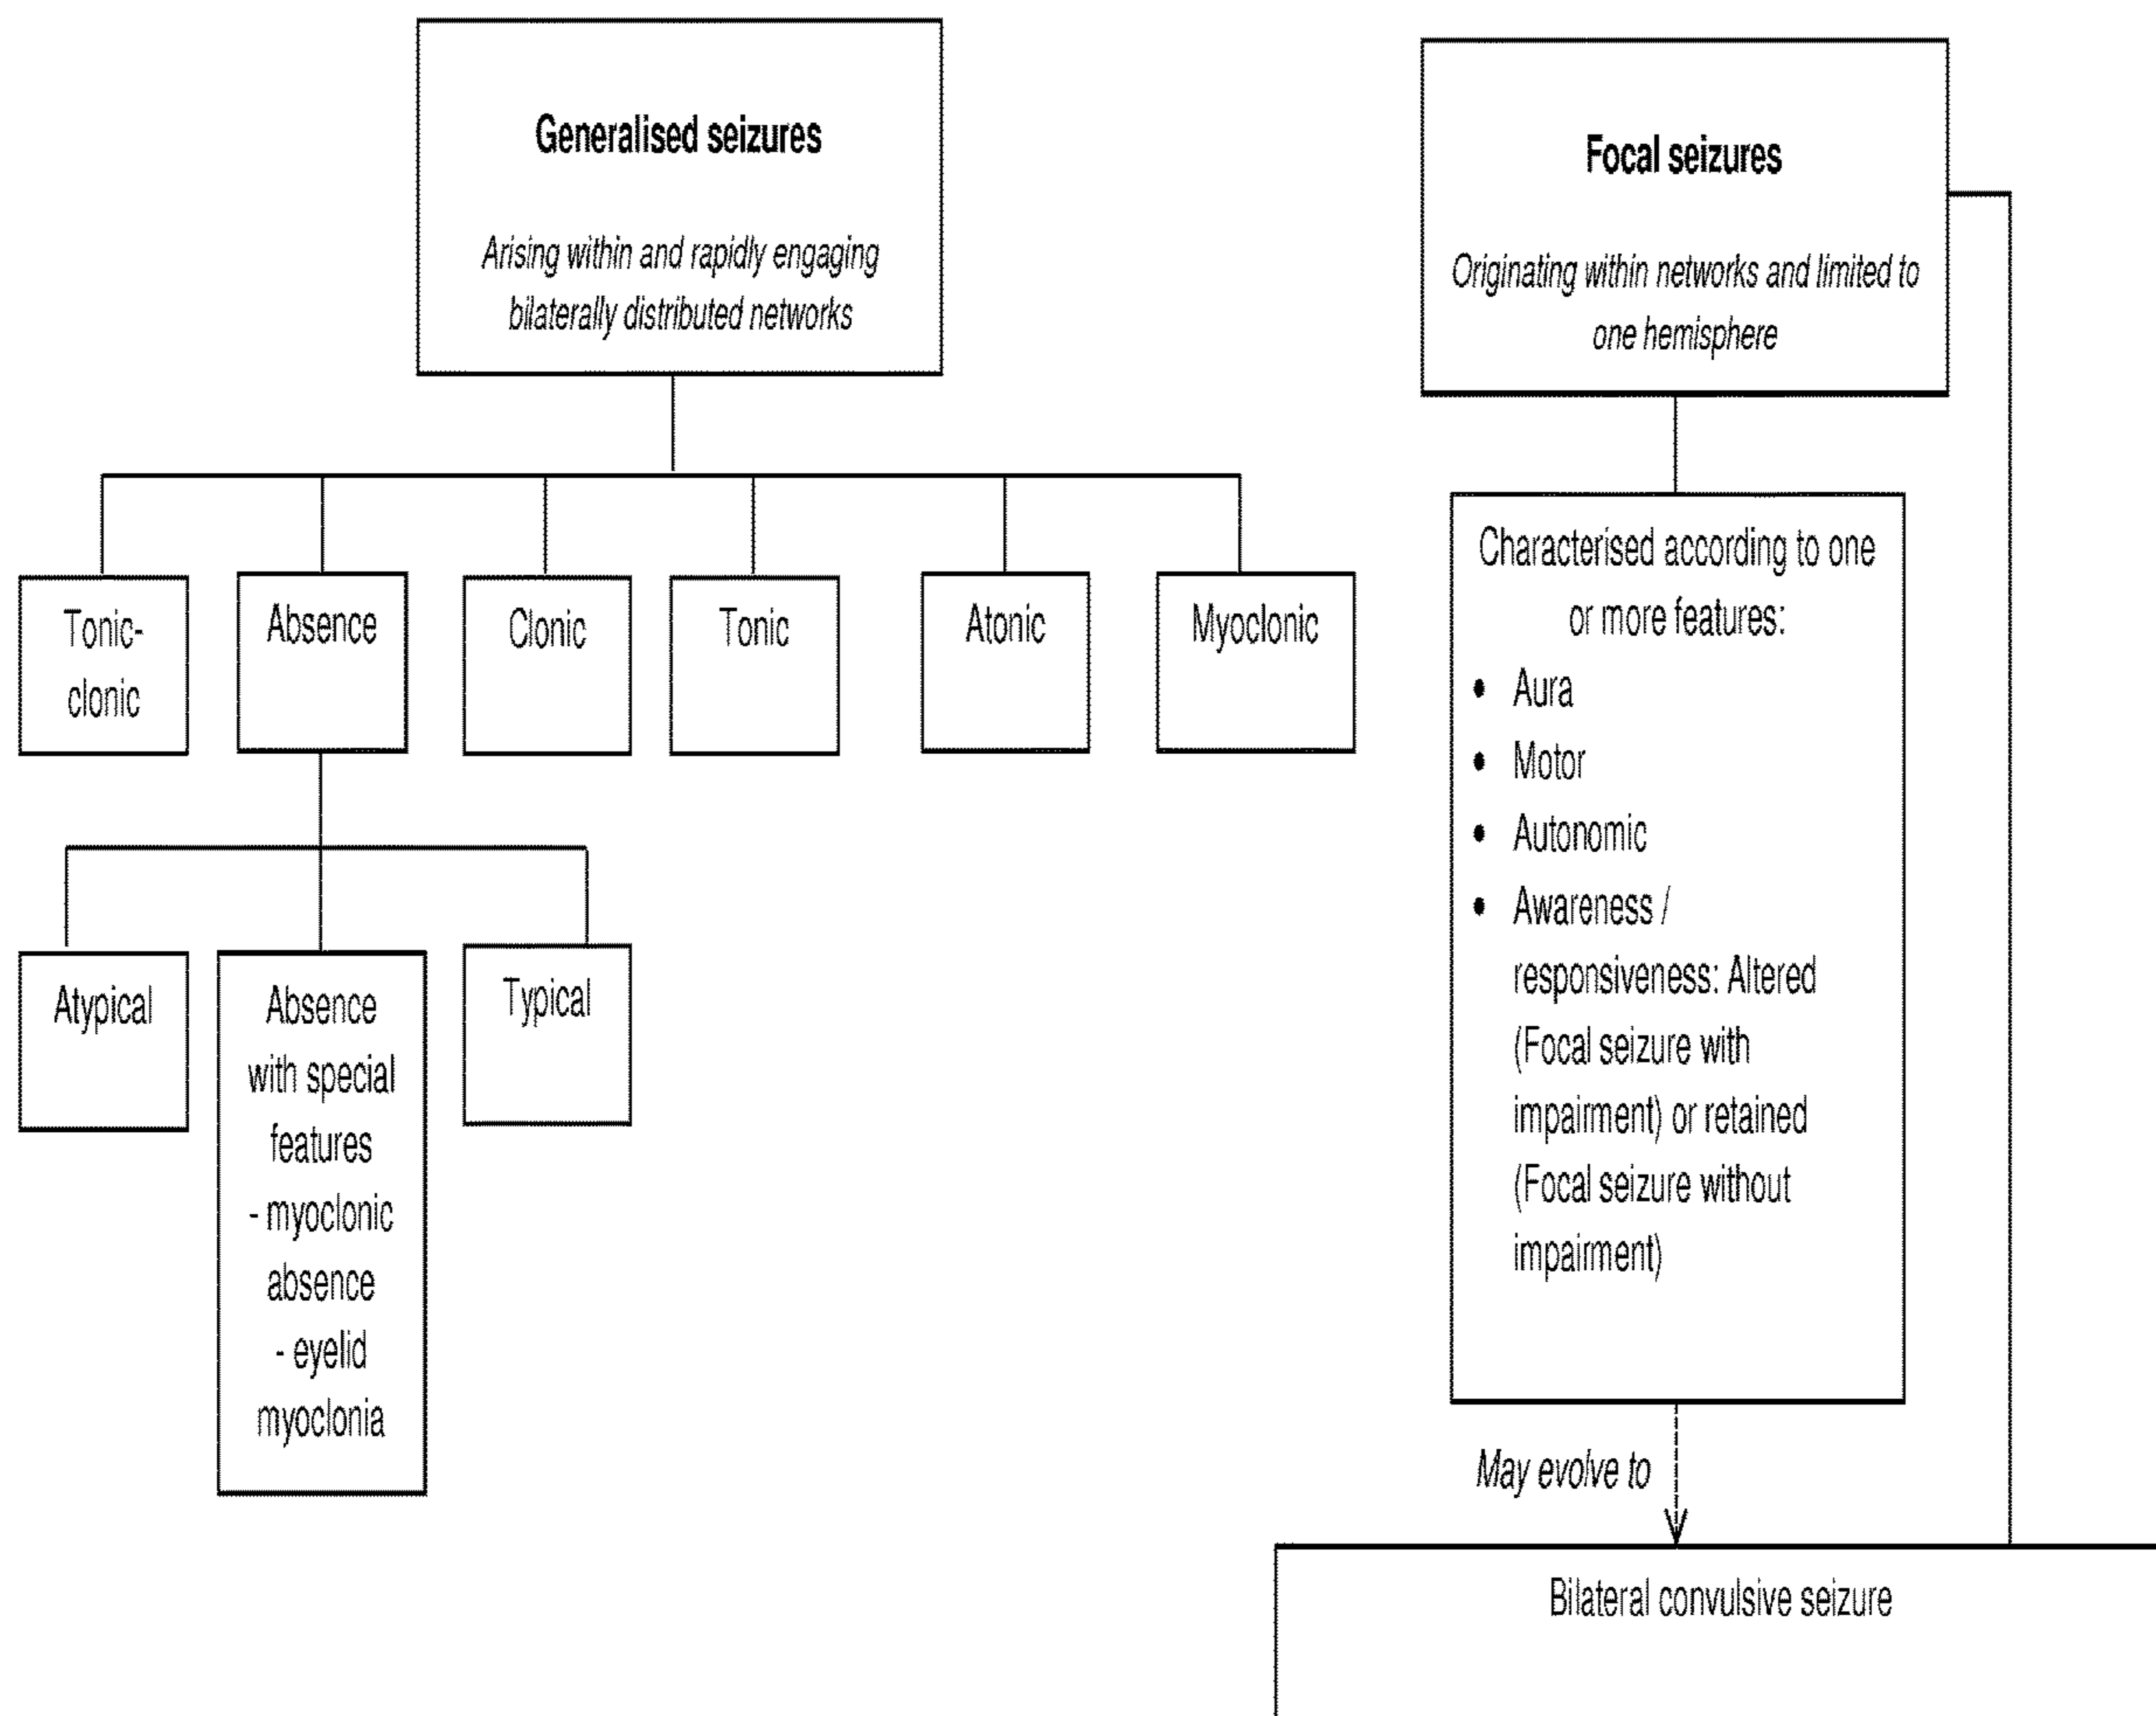 Generalised seizures
Arising within and rapidly engaging
bilaterally distributed networks
Tonic-
clonic
Absence
Clonic
Tonic
Atonic
Myoclonic
Atypical
Absence
with special
features
- myoclonic
absence
- eyelid
myoclonia
Typical
Focal seizures
Originating within networks and limited to
one hemisphere
Characterised according to one
or more features:
• Aura
• Motor
• Autonomic
• Awareness /
responsiveness: Altered
(Focal seizure with
impairment) or retained
(Focal seizure without
impairment)
May evolve to
Bilateral convulsive seizure